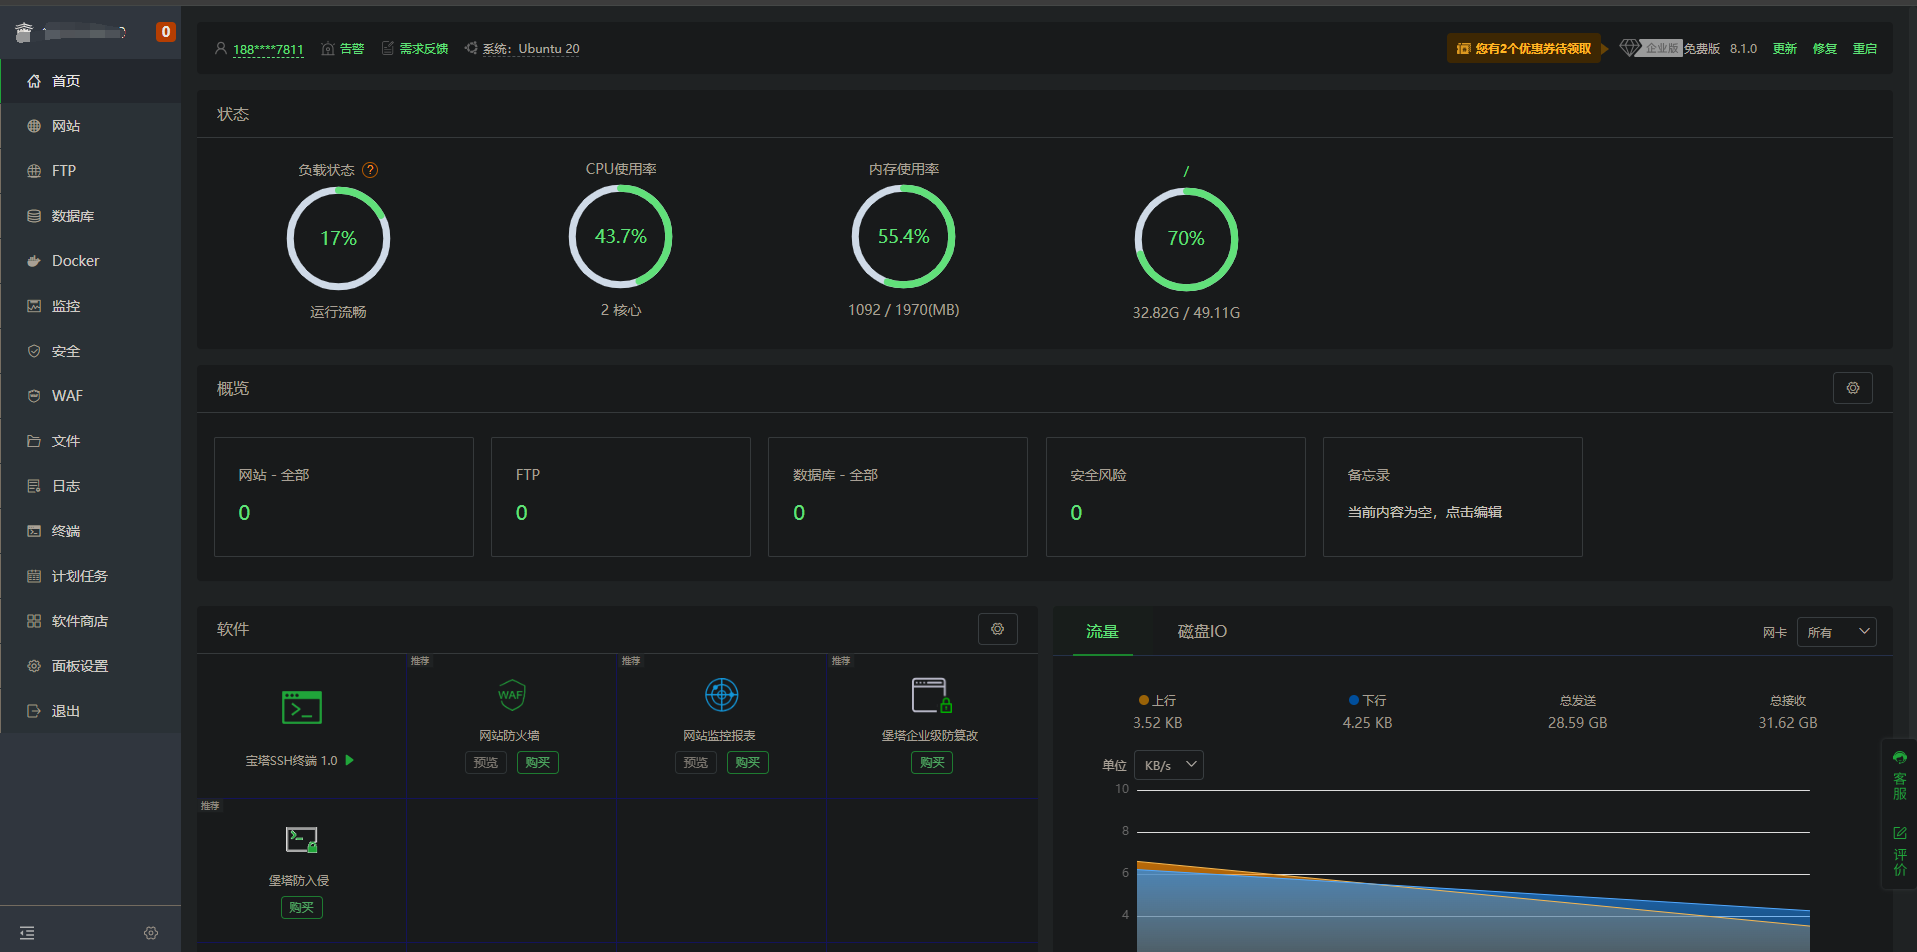 0
188****7811 告警 需求反馈 系统：Ubuntu 20
您有2个优惠券待领取 企业版 免费版 8.1.0 更新 修复 重启
首页
网站
FTP
数据库
Docker
监控
安全
WAF
文件
日志
终端
计划任务
软件商店
面板设置
退出
状态
负载状态 ?
17%
运行流畅
CPU使用率
43.7%
2 核心
内存使用率
55.4%
1092 / 1970(MB)
/
70%
32.82G / 49.11G
概览
网站 - 全部
0
FTP
0
数据库 - 全部
0
安全风险
0
备忘录
当前内容为空，点击编辑
软件
宝塔SSH终端 1.0
推荐
WAF
网站防火墙
预览 购买
推荐
网站监控报表
预览 购买
推荐
堡塔企业级防篡改
购买
推荐
堡塔防入侵
购买
流量 磁盘IO
网卡 所有
上行
3.52 KB
下行
4.25 KB
总发送
28.59 GB
总接收
31.62 GB
单位 KB/s
10
8
6
4
客服
评价